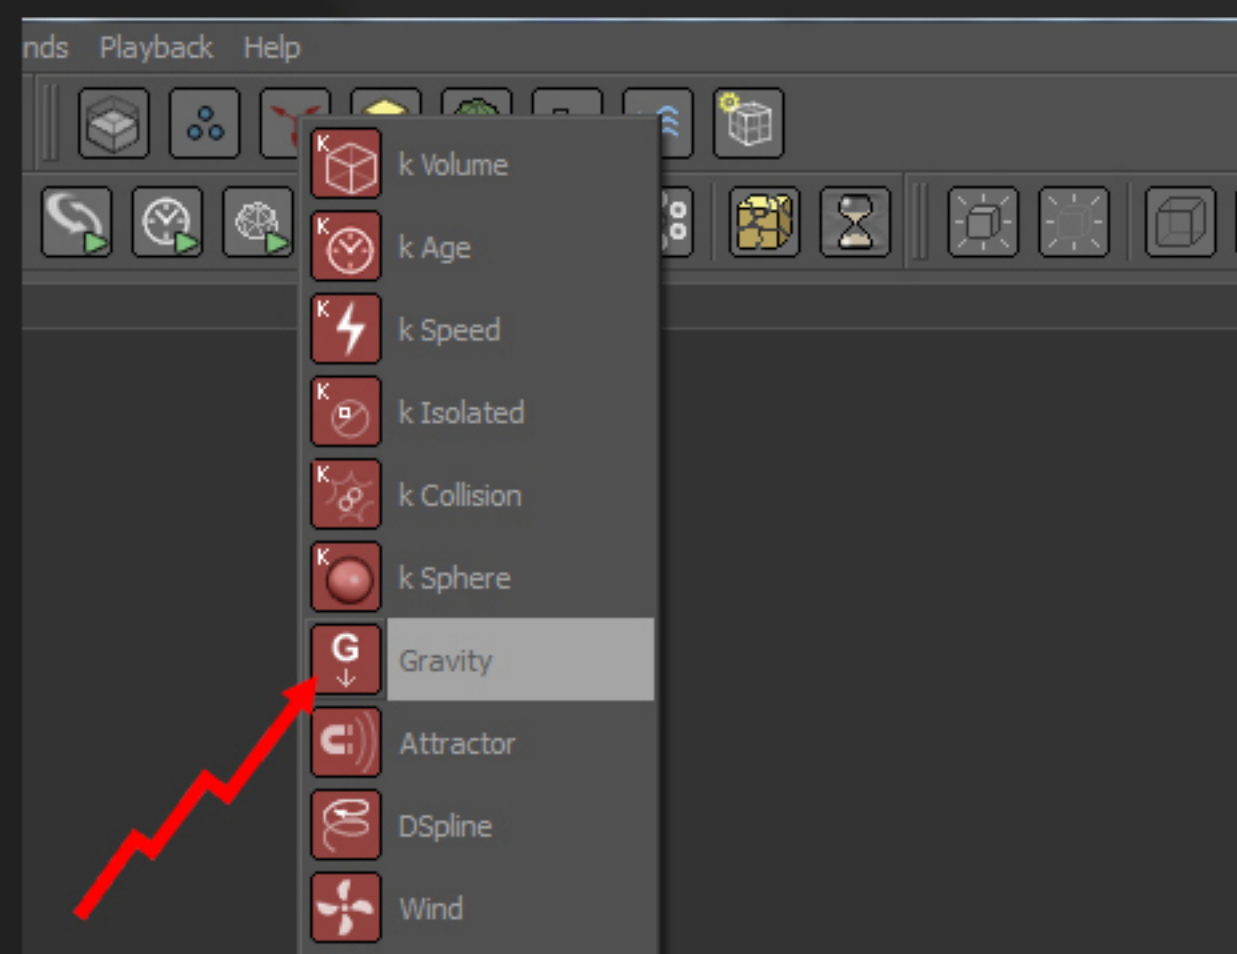 nds Playback Help
K k Volume
K k Age
K k Speed
K k Isolated
K k Collision
K k Sphere
G Gravity
Attractor
DSpline
Wind